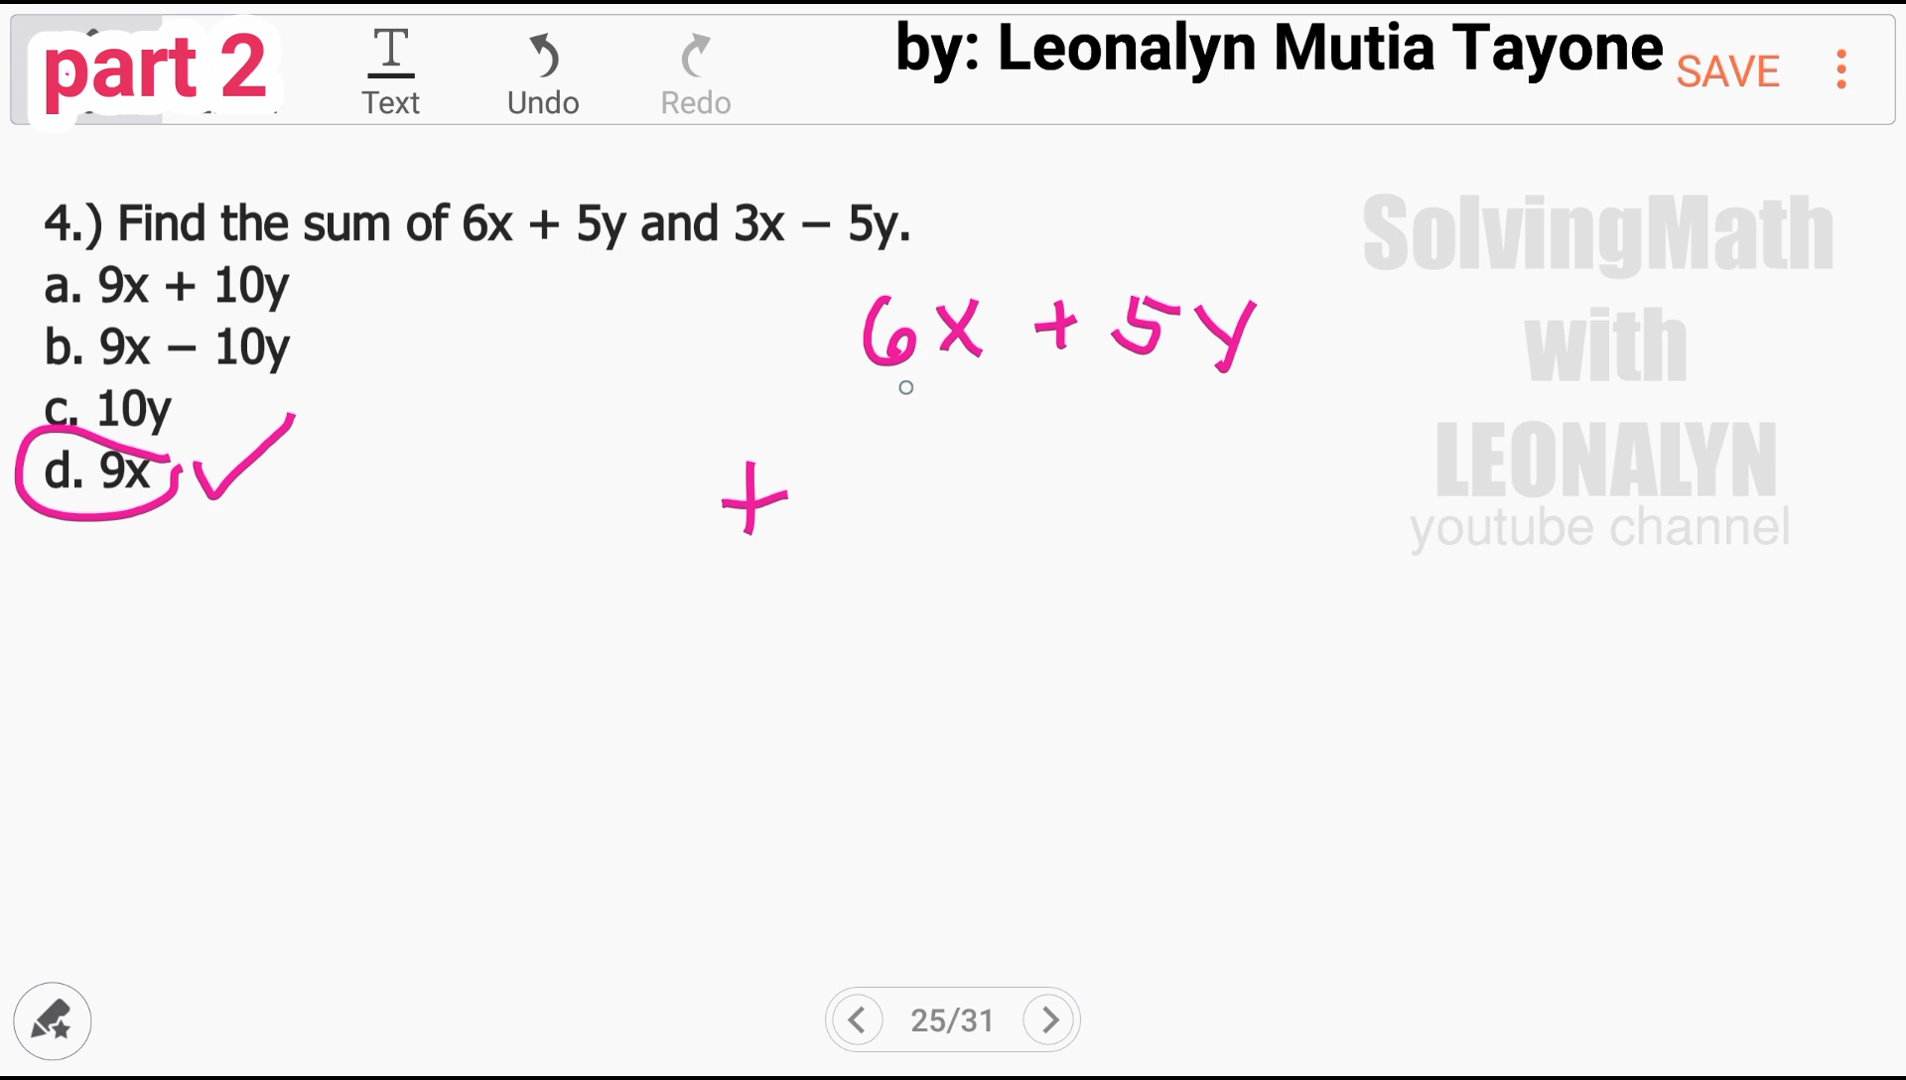 part 2
Text
Undo
Redo
by: Leonalyn Mutia Tayone
SAVE
4.) Find the sum of 6x + 5y and 3x – 5y.
a. 9x + 10y
b. 9x – 10y
c. 10y
d. 9x
6x + 5y
+
SolvingMath
with
LEONALYN
youtube channel
25/31